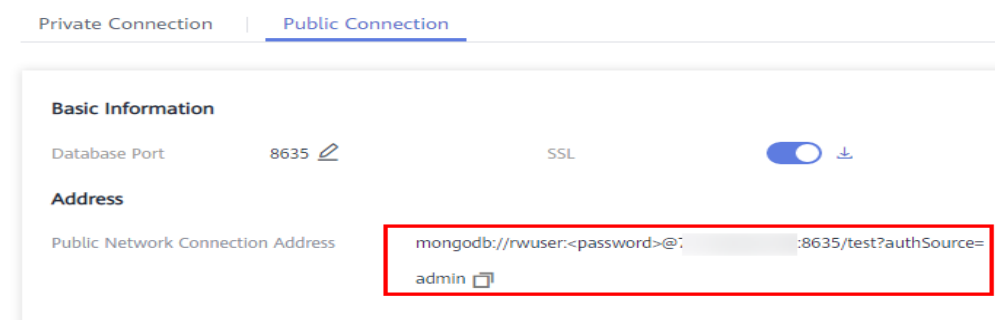 Private Connection | Public Connection
Basic Information
Database Port 8635 SSL
Address
Public Network Connection Address mongodb://rwuser:<password>@7 :8635/test?authSource=
admin